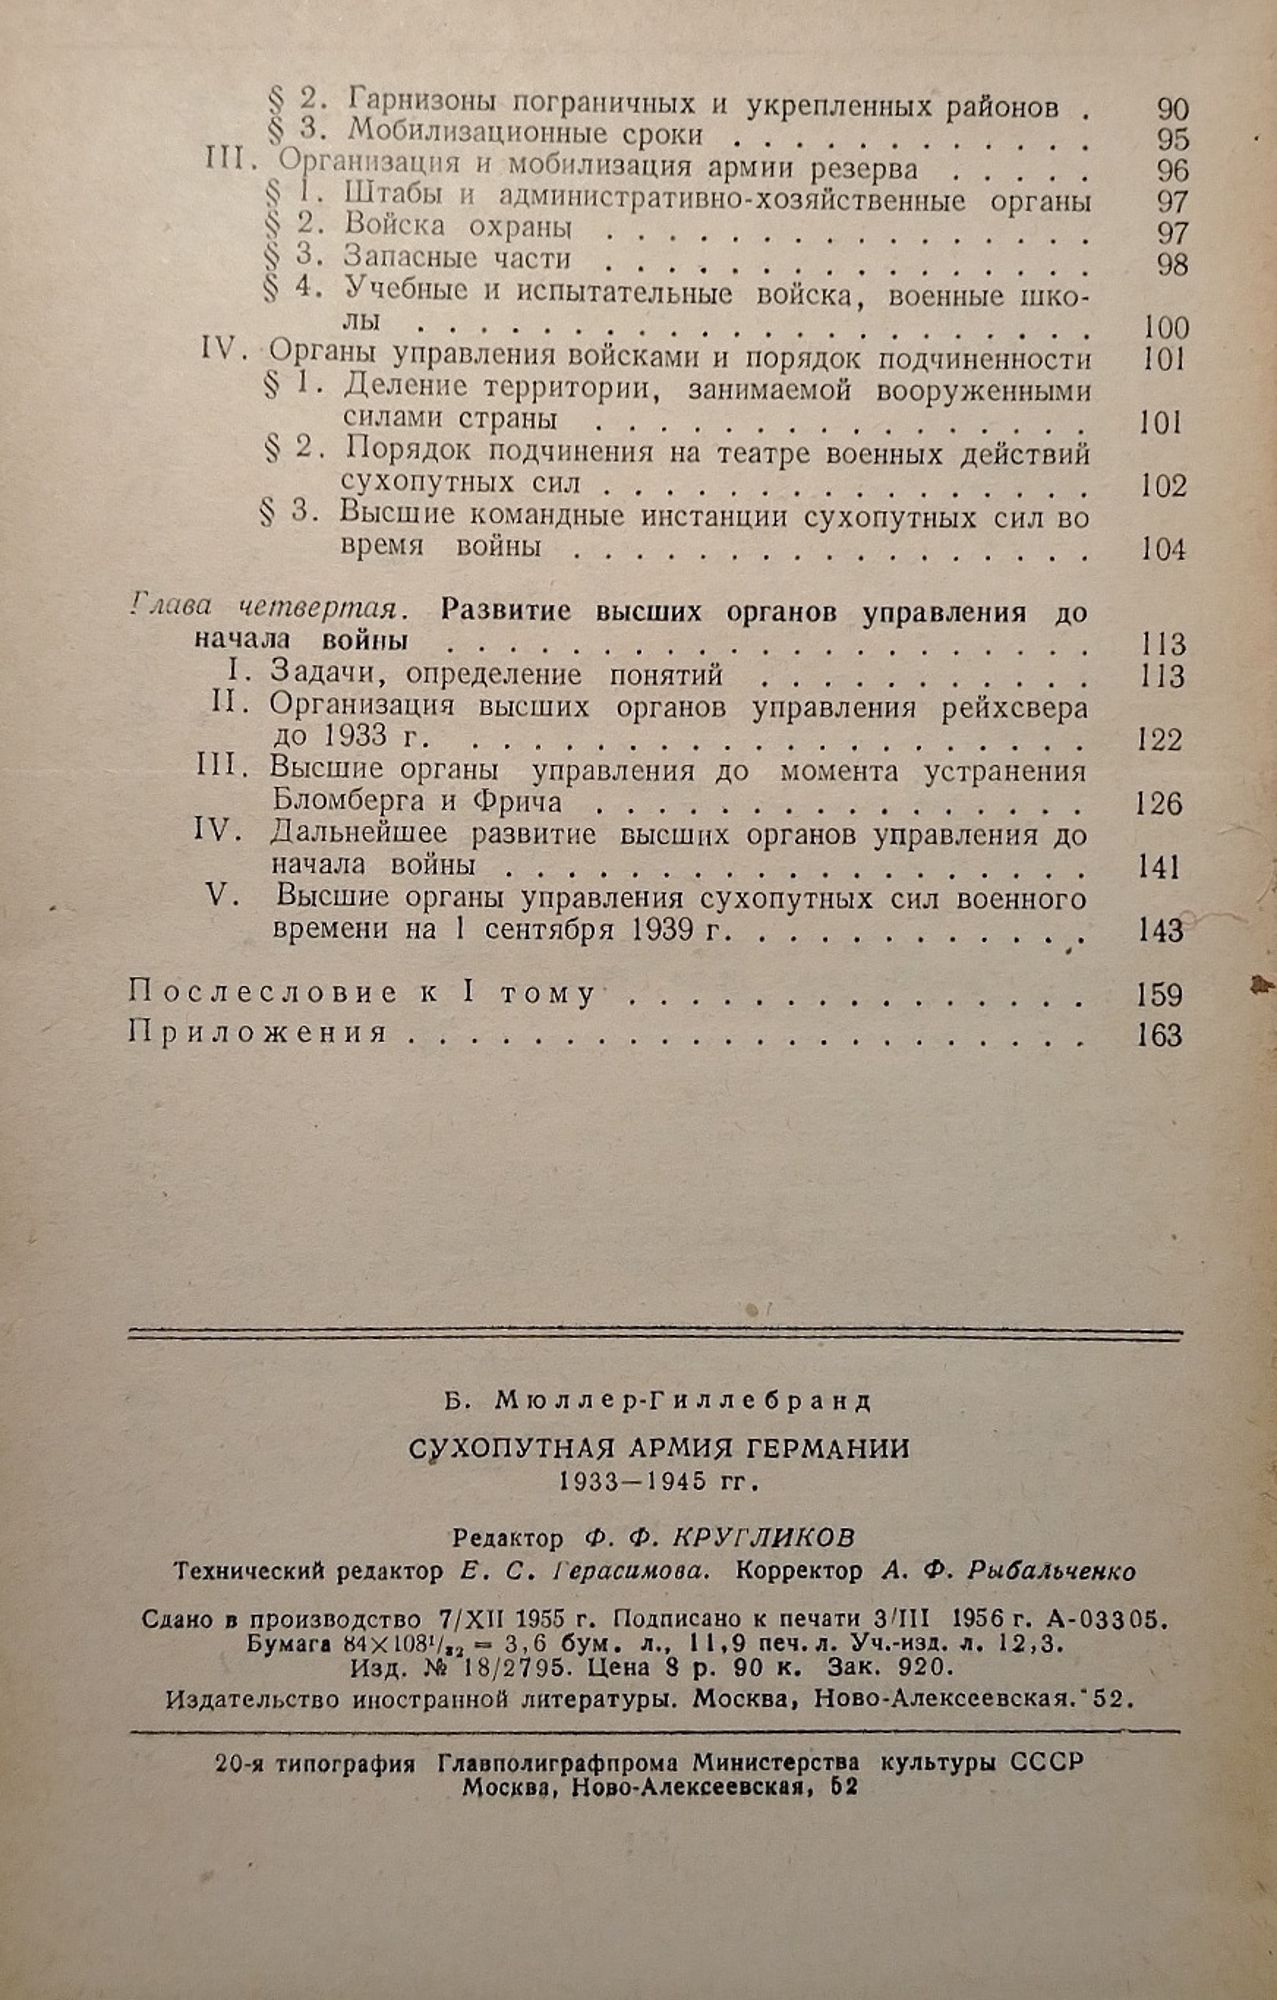 § 2. Гарнизоны пограничных и укрепленных районов . 90
§ 3. Мобилизационные сроки . . . . . . . . . . . . 95
III. Организация и мобилизация армии резерва . . . . . 96
§ 1. Штабы и административно-хозяйственные органы 97
§ 2. Войска охраны . . . . . . . . . . . . . . . . 97
§ 3. Запасные части . . . . . . . . . . . . . . . . 98
§ 4. Учебные и испытательные войска, военные шко-
лы . . . . . . . . . . . . . . . . . . . . . . 100
IV. Органы управления войсками и порядок подчиненности 101
§ 1. Деление территории, занимаемой вооруженными
силами страны . . . . . . . . . . . . . . . . 101
§ 2. Порядок подчинения на театре военных действий
сухопутных сил . . . . . . . . . . . . . . . . 102
§ 3. Высшие командные инстанции сухопутных сил во
время войны . . . . . . . . . . . . . . . . . 104
Глава четвертая. Развитие высших органов управления до
начала войны . . . . . . . . . . . . . . . . . . . . . 113
I. Задачи, определение понятий . . . . . . . . . . . 113
II. Организация высших органов управления рейхсвера
до 1933 г. . . . . . . . . . . . . . . . . . . . . 122
III. Высшие органы управления до момента устранения
Бломберга и Фрича . . . . . . . . . . . . . . . . 126
IV. Дальнейшее развитие высших органов управления до
начала войны . . . . . . . . . . . . . . . . . . . 141
V. Высшие органы управления сухопутных сил военного
времени на 1 сентября 1939 г. . . . . . . . . . . . 143
Послесловие к I тому . . . . . . . . . . . . . . . 159
Приложения . . . . . . . . . . . . . . . . . . . . . . 163
Б. Мюллер-Гиллебранд
СУХОПУТНАЯ АРМИЯ ГЕРМАНИИ
1933—1945 гг.
Редактор Ф. Ф. КРУГЛИКОВ
Технический редактор Е. С. Герасимова. Корректор А. Ф. Рыбальченко
Сдано в производство 7/XII 1955 г. Подписано к печати 3/III 1956 г. А-03305.
Бумага 84×108¹/₃₂ = 3,6 бум. л., 11,9 печ. л. Уч.-изд. л. 12,3.
Изд. № 18/2795. Цена 8 р. 90 к. Зак. 920.
Издательство иностранной литературы. Москва, Ново-Алексеевская. 52.
20-я типография Главполиграфпрома Министерства культуры СССР
Москва, Ново-Алексеевская, 52